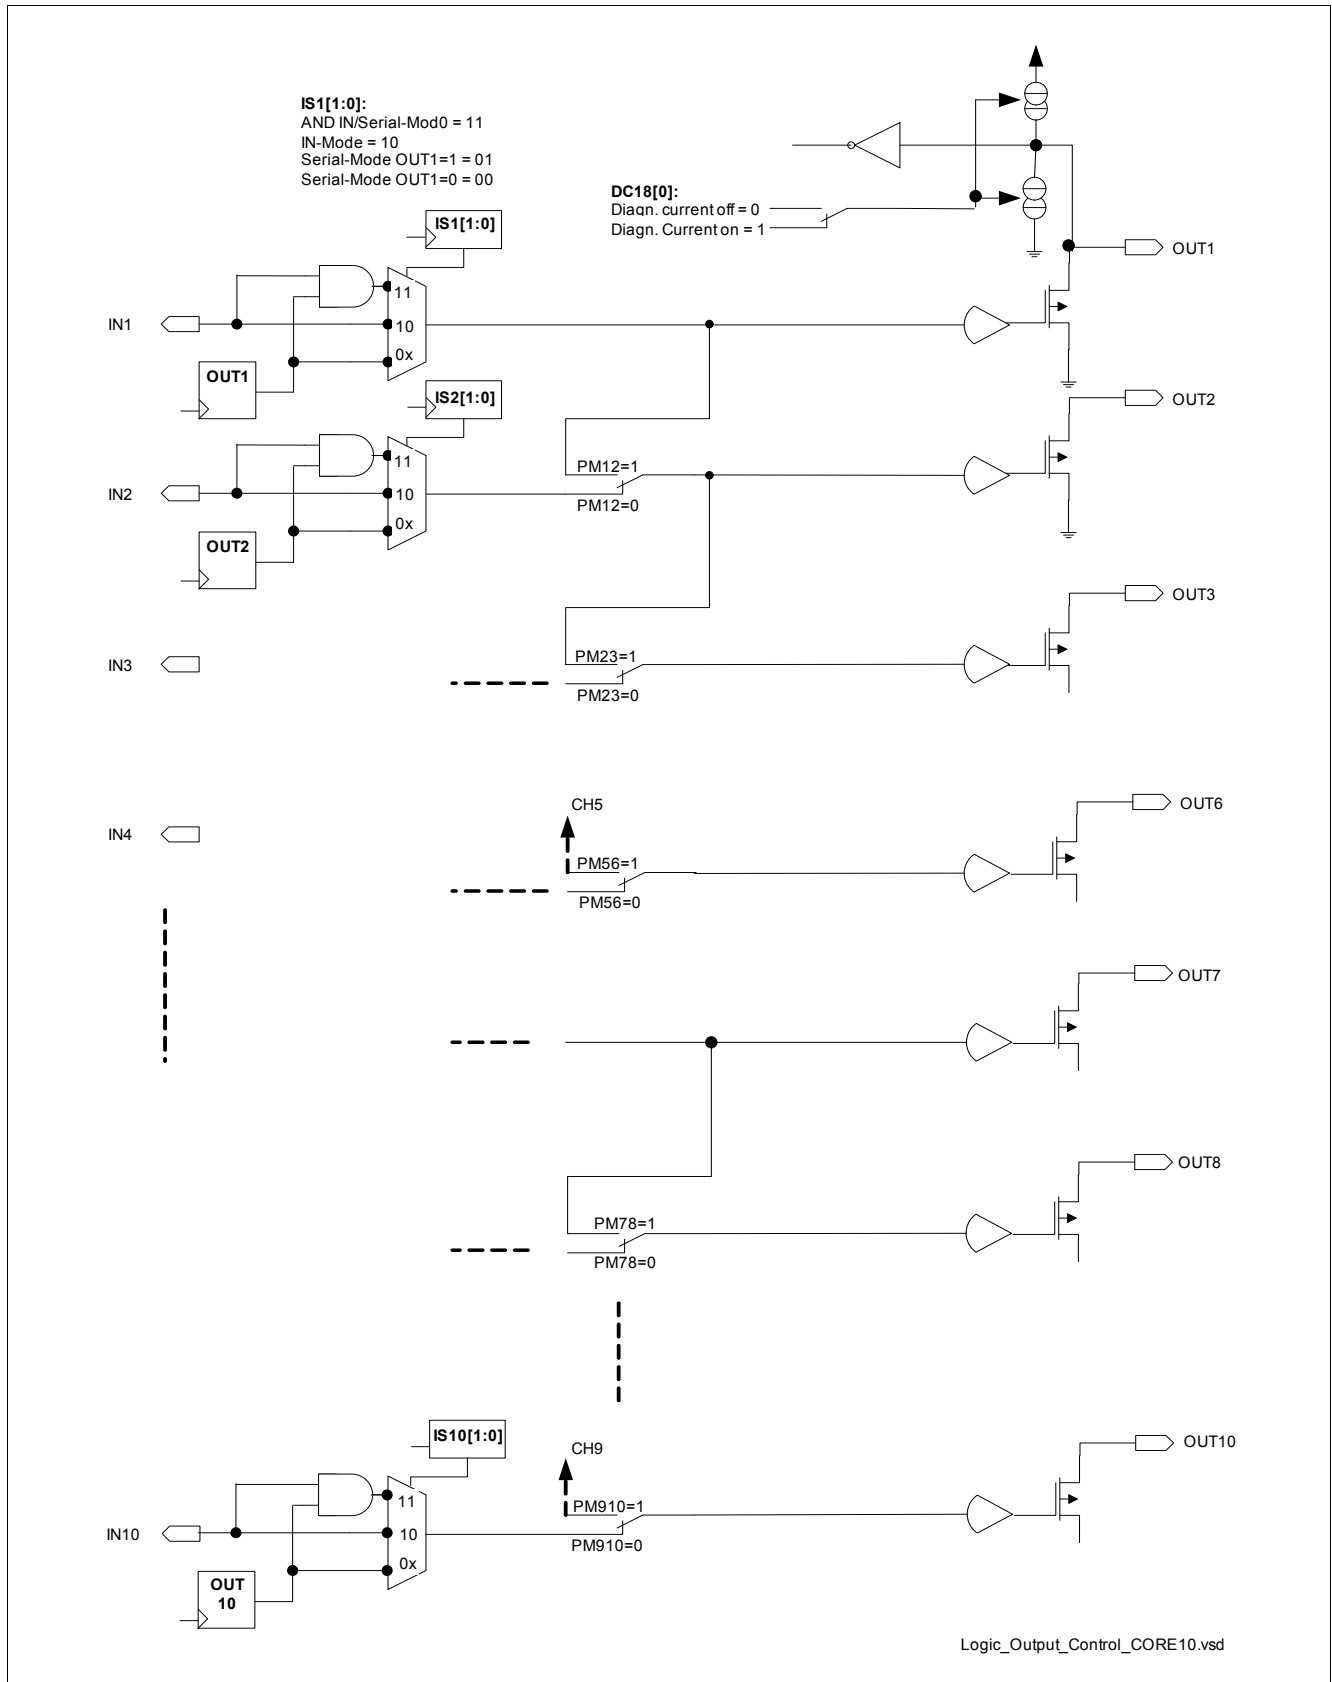 IS1[1:0]:
AND IN/Serial-Mod0 = 11
IN-Mode = 10
Serial-Mode OUT1=1 = 01
Serial-Mode OUT1=0 = 00
DC18[0]:
Diagn. current off = 0
Diagn. Current on = 1
IS1[1:0]
OUT1
11
IN1
10
0x
OUT1
IS2[1:0]
OUT2
11
PM12=1
IN2
10
PM12=0
0x
OUT2
OUT3
PM23=1
IN3
PM23=0
CH5
OUT6
IN4
PM56=1
PM56=0
OUT7
OUT8
PM78=1
PM78=0
IS10[1:0]
CH9
OUT10
11
PM910=1
IN10
10
PM910=0
0x
OUT
10
Logic_Output_Control_CORE10.vsd